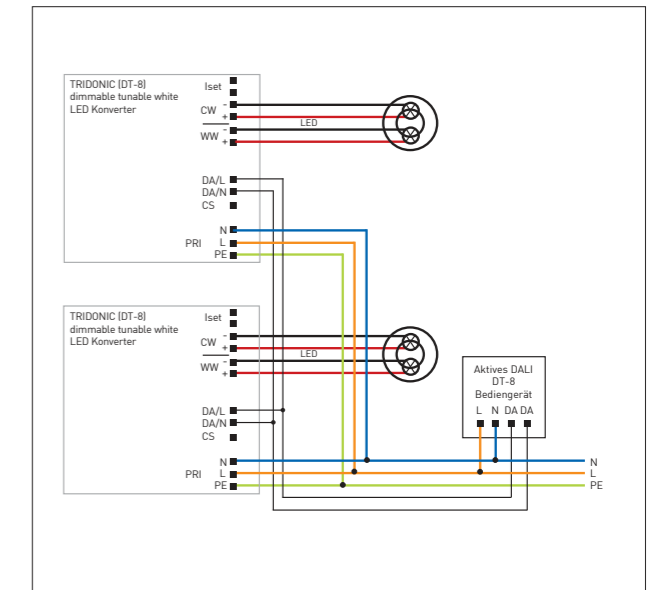 TRIDONIC (DT-8)
dimmable tunable white
LED Konverter
Iset
CW
-
+
LED
WW
-
+
DA/L
DA/N
CS
PRI
N
L
PE
TRIDONIC (DT-8)
dimmable tunable white
LED Konverter
Iset
CW
-
+
LED
WW
-
+
DA/L
DA/N
CS
PRI
N
L
PE
Aktives DALI
DT-8
Bediengerät
L N DA DA
N
L
PE